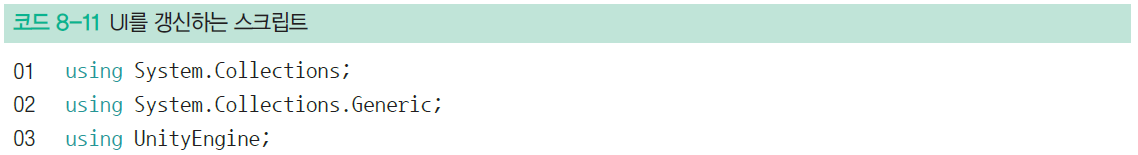 코드 8-11 UI를 갱신하는 스크립트
01 using System.Collections;
02 using System.Collections.Generic;
03 using UnityEngine;